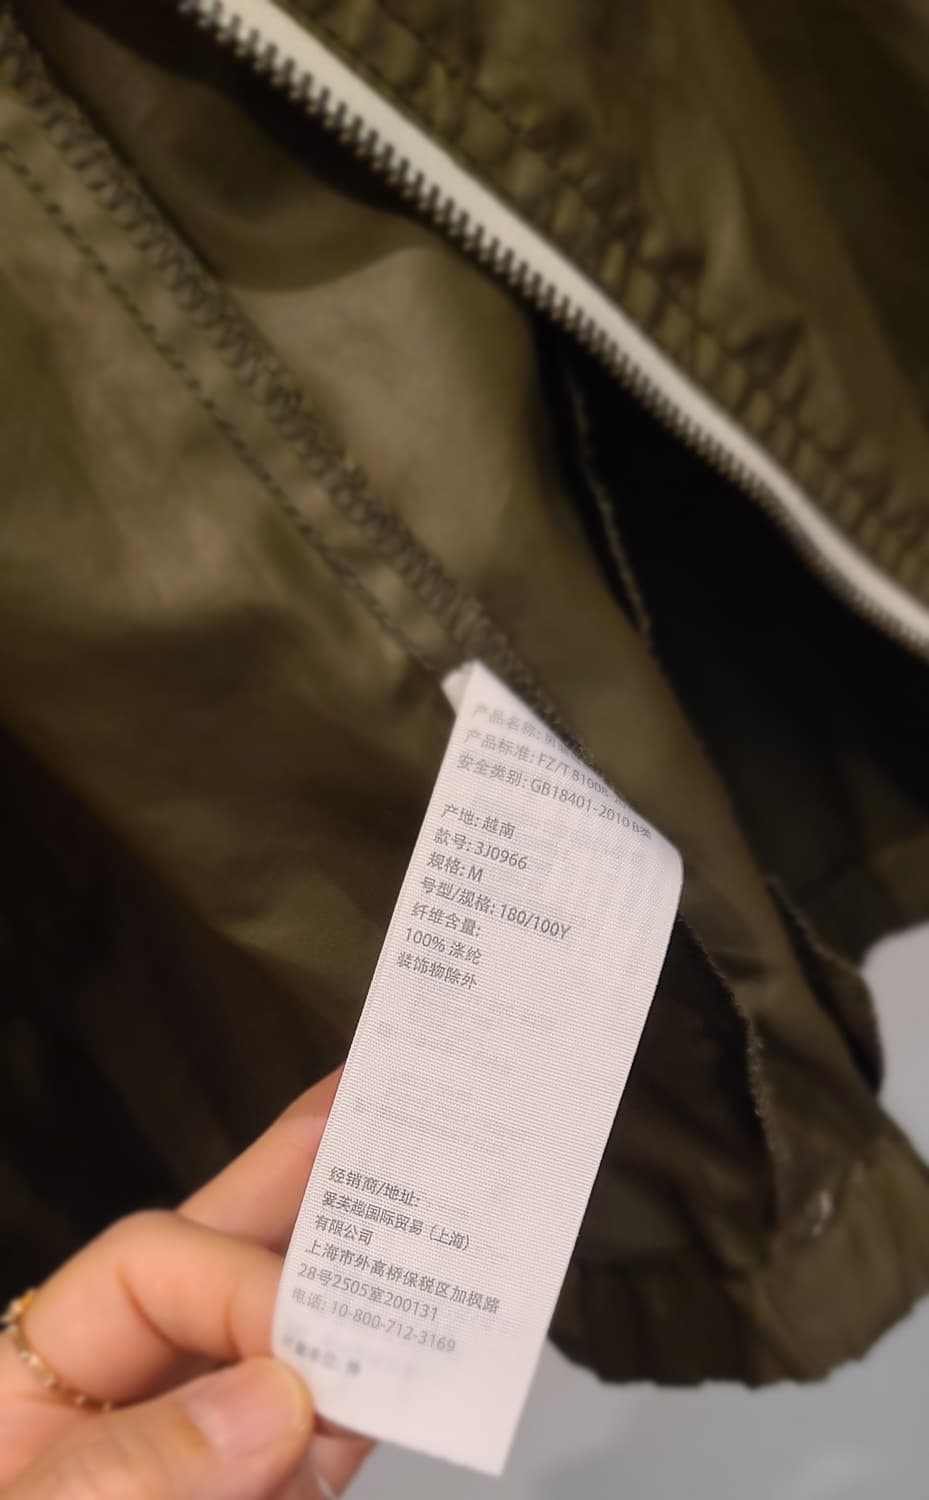 产品名称:
产品标准: FZ/T 81008
安全类别: GB18401-2010 B类
产地: 越南
款号: 3J0966
规格: M
号型/规格: 180/100Y
纤维含量:
100% 涤纶
装饰物除外
经销商/地址:
爱芙趣国际贸易（上海）
有限公司
上海市外高桥保税区加枫路
28号2505室200131
电话: 10-800-712-3169